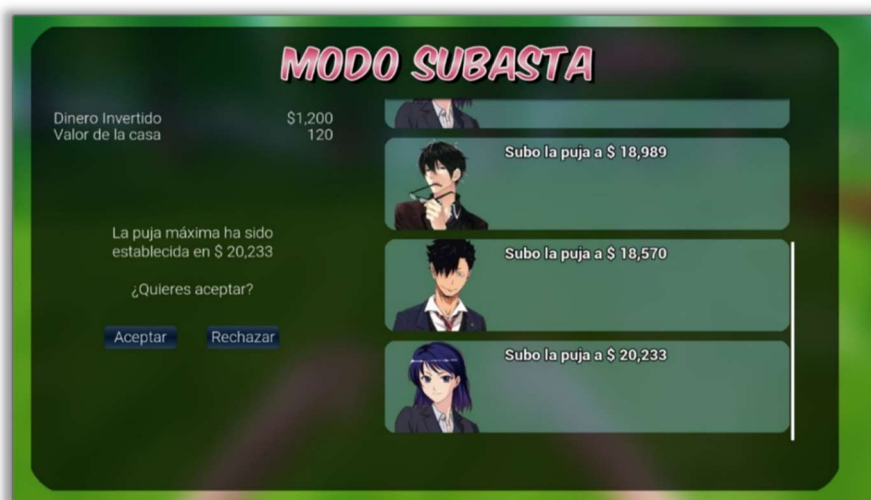 MODO SUBASTA
Dinero Invertido $1,200
Valor de la casa 120
La puja máxima ha sido
establecida en $ 20,233
¿Quieres aceptar?
Aceptar Rechazar
Subo la puja a $ 18,989
Subo la puja a $ 18,570
Subo la puja a $ 20,233